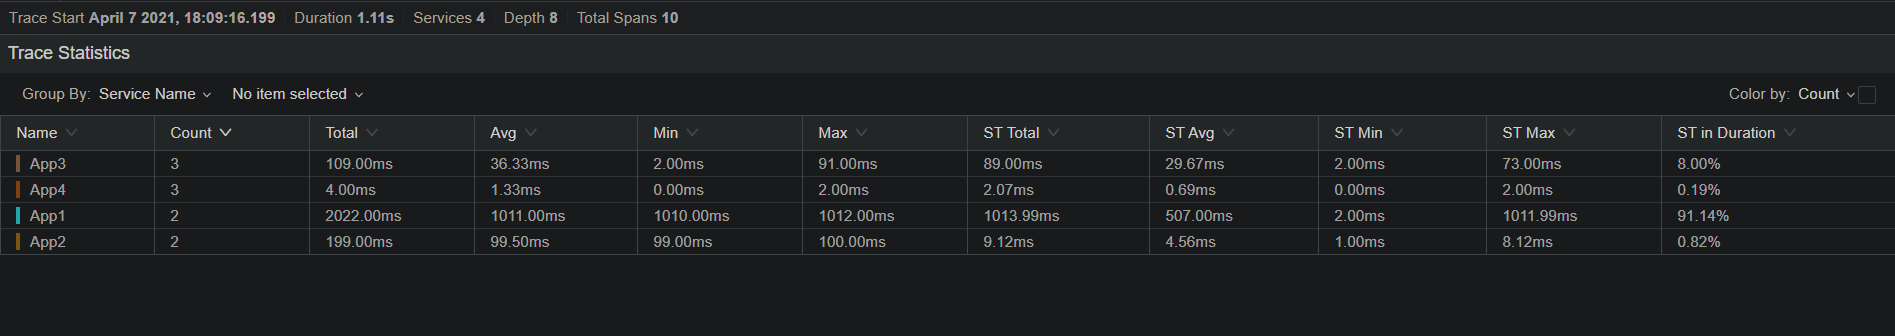 Trace Start April 7 2021, 18:09:16.199 Duration 1.11s Services 4 Depth 8 Total Spans 10
Trace Statistics
Group By: Service Name No item selected Color by: Count
Name Count Total Avg Min Max ST Total ST Avg ST Min ST Max ST in Duration
App3 3 109.00ms 36.33ms 2.00ms 91.00ms 89.00ms 29.67ms 2.00ms 73.00ms 8.00%
App4 3 4.00ms 1.33ms 0.00ms 2.00ms 2.07ms 0.69ms 0.00ms 2.00ms 0.19%
App1 2 2022.00ms 1011.00ms 1010.00ms 1012.00ms 1013.99ms 507.00ms 2.00ms 1011.99ms 91.14%
App2 2 199.00ms 99.50ms 99.00ms 100.00ms 9.12ms 4.56ms 1.00ms 8.12ms 0.82%